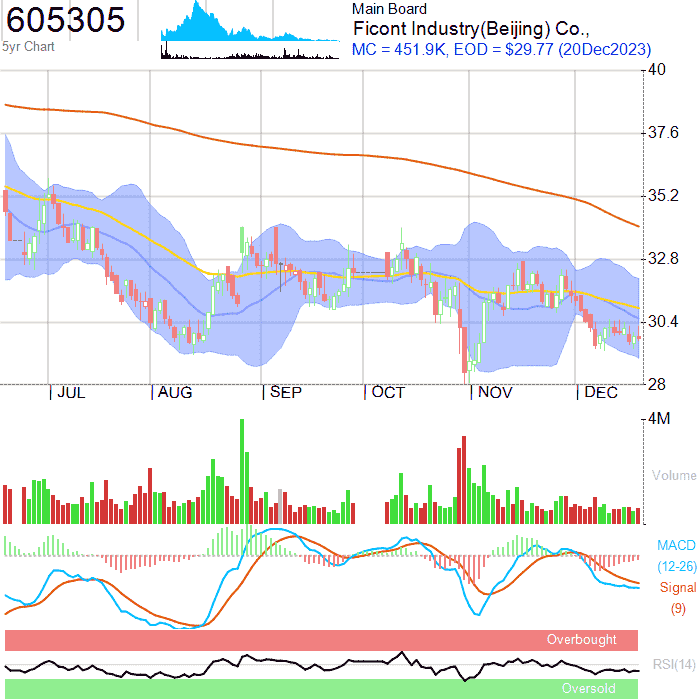 605305
5yr Chart
Main Board
Ficont Industry(Beijing) Co.,
MC = 451.9K, EOD = $29.77 (20Dec2023)
40
37.6
35.2
32.8
30.4
28
JUL AUG SEP OCT NOV DEC
4M
Volume
MACD
(12-26)
Signal
(9)
Overbought
RSI(14)
Oversold